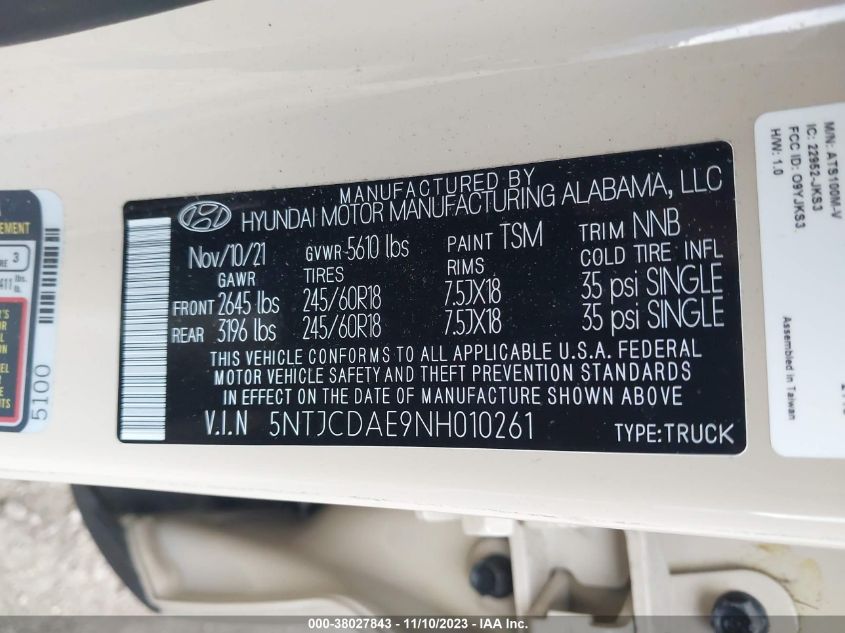 MANUFACTURED BY
HYUNDAI MOTOR MANUFACTURING ALABAMA, LLC
Nov/10/21 GVWR-5610 lbs PAINT TSM TRIM NNB
GAWR TIRES RIMS COLD TIRE INFL
FRONT 2645 lbs 245/60R18 7.5JX18 35 psi SINGLE
REAR 3196 lbs 245/60R18 7.5JX18 35 psi SINGLE
THIS VEHICLE CONFORMS TO ALL APPLICABLE U.S.A. FEDERAL
MOTOR VEHICLE SAFETY AND THEFT PREVENTION STANDARDS
IN EFFECT ON THE DATE OF MANUFACTURE SHOWN ABOVE
V.I.N 5NTJCDAE9NH010261 TYPE:TRUCK
5100
M/N: ATS100M-V
IC: 22952-JKS3
FCC ID: O9YJKS3
H/W: 1.0
Assembled in Taiwan
000-38027843 - 11/10/2023 - IAA Inc.